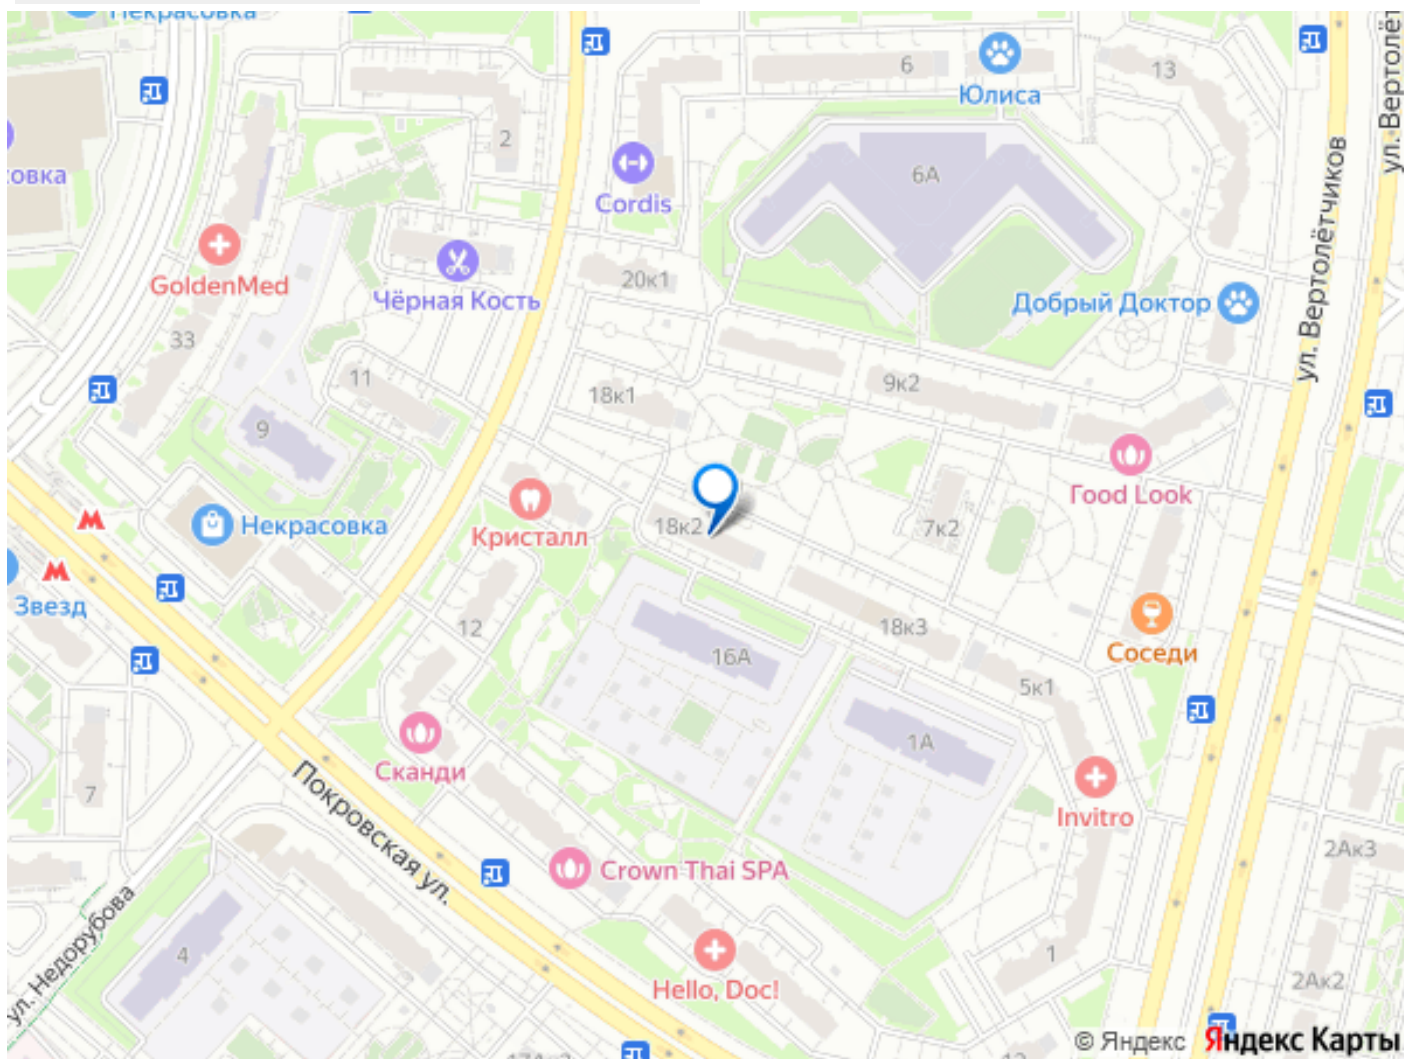 Некрасовка
6
Юлиса
13
ул. Вертолётчиков
2
Cordis
6А
GoldenMed
Чёрная Кость
20к1
Добрый Доктор
33
11
18к1
9к2
ул. Вертолётчиков
9
Food Look
Некрасовка
Кристалл
18к2
7к2
Звезд
12
16А
18к3
Соседи
5к1
Сканди
1А
7
Покровская ул.
Invitro
Crown Thai SPA
2Ак3
ул. Недорубова
4
Hello, Doc!
1
2Ак2
© Яндекс Яндекс Карты